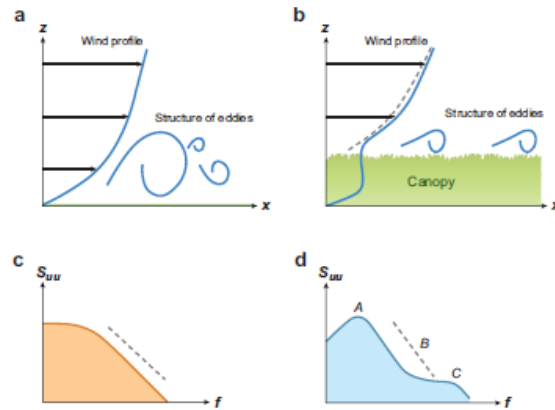 a
z
Wind profile
Structure of eddies
x
b
z
Wind profile
Structure of eddies
Canopy
x
c
Suu
f
d
Suu
A
B
C
f